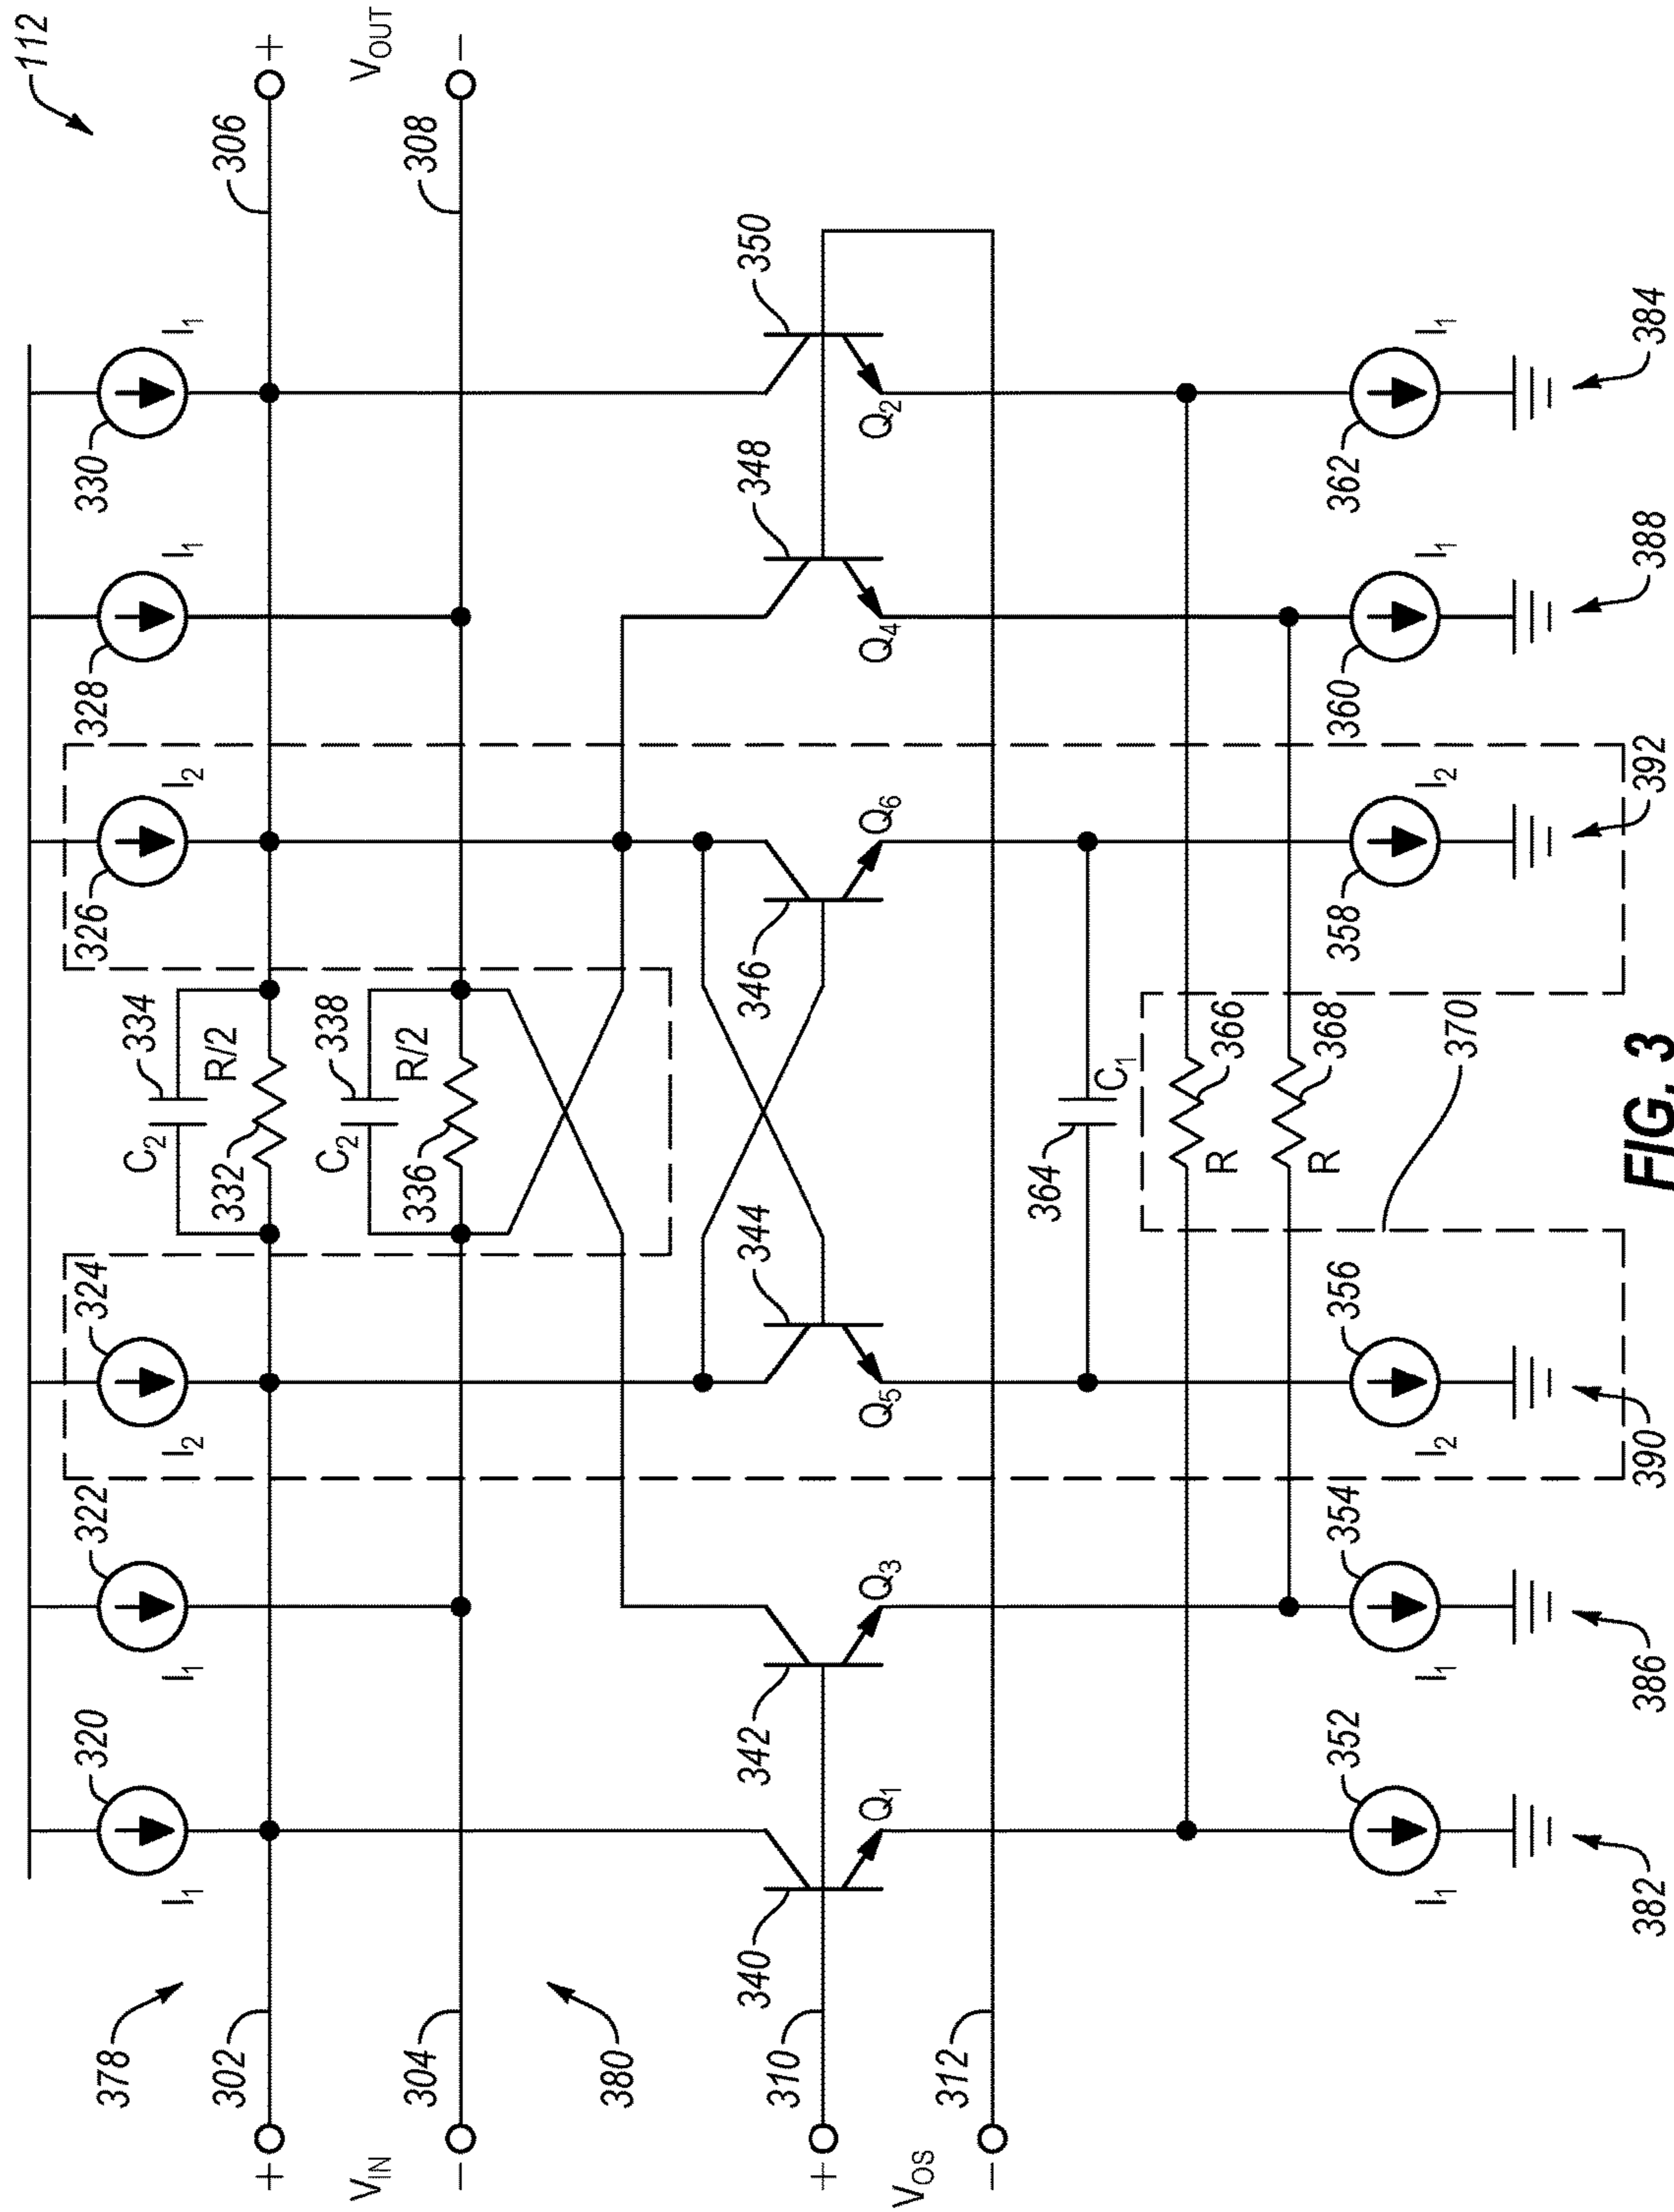 112
+ 306 V_OUT 308 −
330 I₁ 328 I₁ 326 I₂ 324 I₂ 322 I₁ 320 I₁
C₂ 334 332 R/2
C₂ 338 336 R/2
378 302 + V_IN 304 − 380
340 Q₁ 342 Q₃ 344 Q₅ 346 Q₆ 348 Q₄ 350 Q₂
310 + V_OS 312 −
364 C₁
R 366
R 368
370
352 I₁ 354 I₁ 356 I₂ 358 I₂ 360 I₁ 362 I₁
382 386 390 392 388 384
FIG. 3